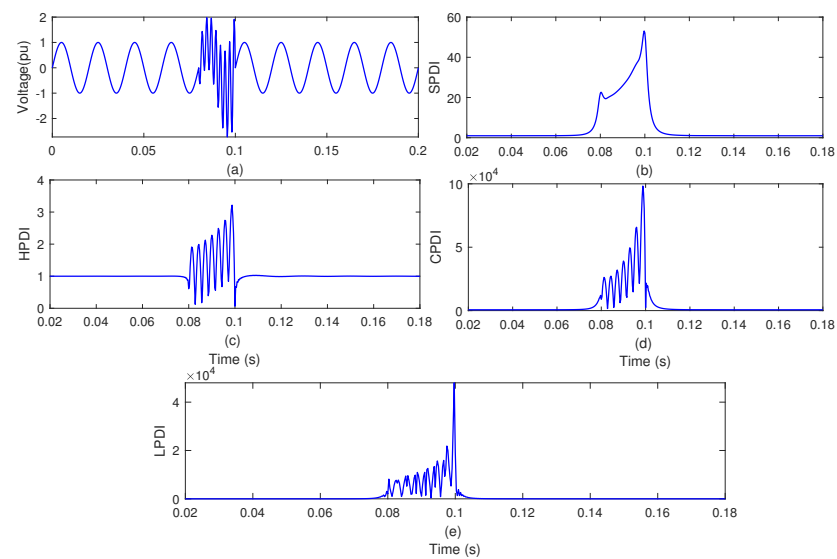 Voltage(pu)
2
1
0
-1
-2
0 0.05 0.1 0.15 0.2
(a)
SPDI
60
40
20
0
0.02 0.04 0.06 0.08 0.1 0.12 0.14 0.16 0.18
(b)
HPDI
4
3
2
1
0
0.02 0.04 0.06 0.08 0.1 0.12 0.14 0.16 0.18
(c)
Time (s)
×10⁴
CPDI
10
5
0
0.02 0.04 0.06 0.08 0.1 0.12 0.14 0.16 0.18
(d)
Time (s)
×10⁴
LPDI
4
2
0
0.02 0.04 0.06 0.08 0.1 0.12 0.14 0.16 0.18
(e)
Time (s)